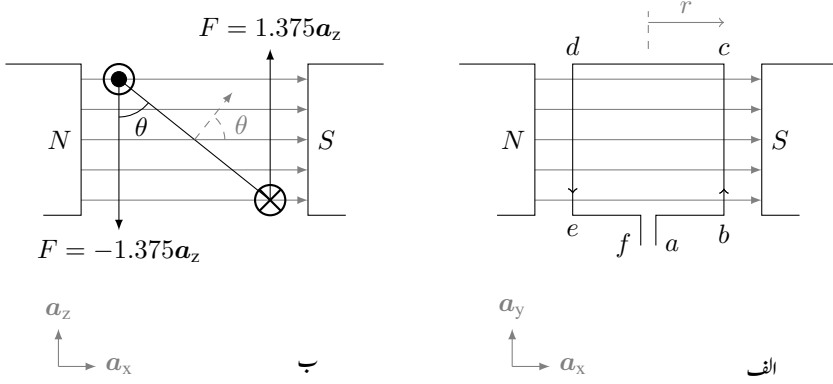 F = 1.375a_z
N
θ
θ
S
F = −1.375a_z
a_z
a_x
ب
r
d
c
N
S
e
f
a
b
a_y
a_x
الف